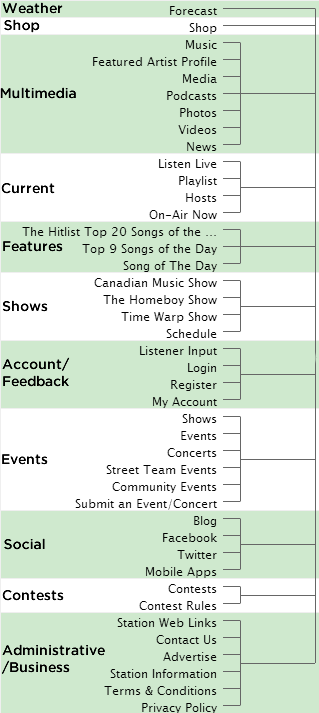 Weather
Forecast
Shop
Shop
Multimedia
Music
Featured Artist Profile
Media
Podcasts
Photos
Videos
News
Current
Listen Live
Playlist
Hosts
On-Air Now
Features
The Hitlist Top 20 Songs of the ...
Top 9 Songs of the Day
Song of The Day
Shows
Canadian Music Show
The Homeboy Show
Time Warp Show
Schedule
Account/
Feedback
Listener Input
Login
Register
My Account
Events
Shows
Events
Concerts
Street Team Events
Community Events
Submit an Event/Concert
Social
Blog
Facebook
Twitter
Mobile Apps
Contests
Contests
Contest Rules
Administrative
/Business
Station Web Links
Contact Us
Advertise
Station Information
Terms & Conditions
Privacy Policy